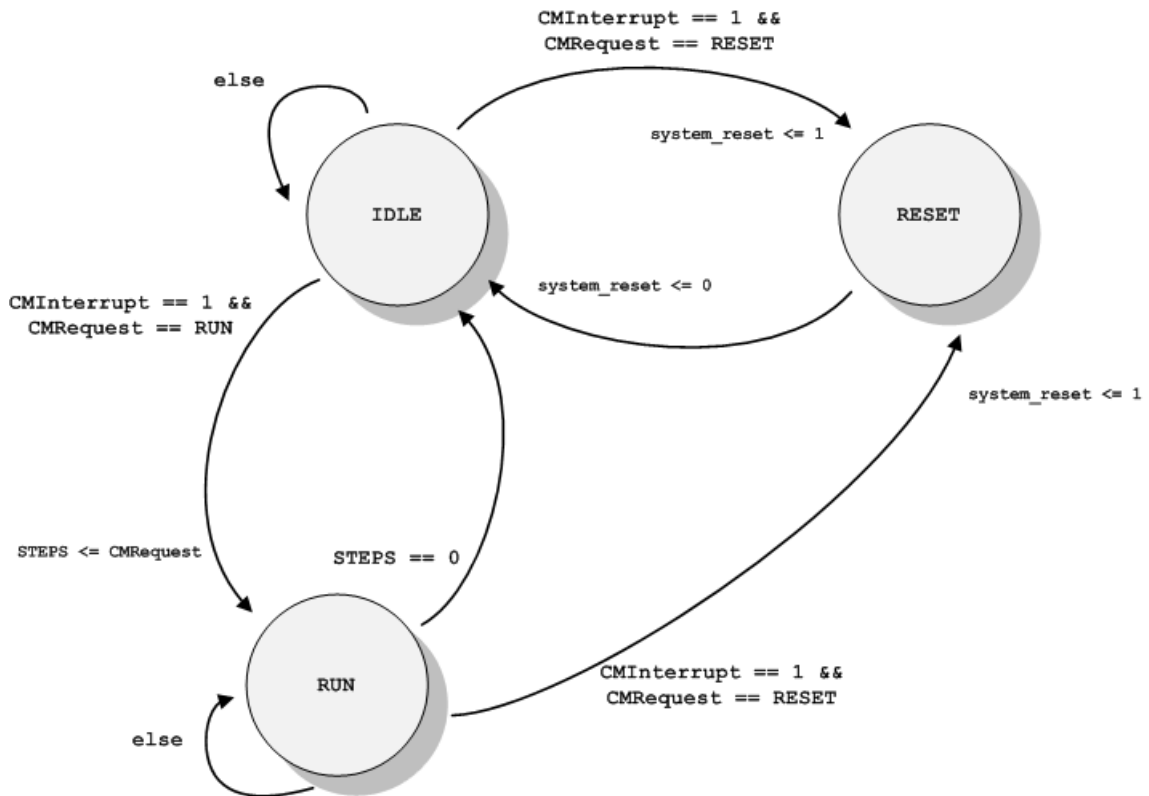 CMInterrupt == 1 &&
CMRequest == RESET
else
system_reset <= 1
IDLE
RESET
system_reset <= 0
CMInterrupt == 1 &&
CMRequest == RUN
system_reset <= 1
STEPS <= CMRequest
STEPS == 0
CMInterrupt == 1 &&
CMRequest == RESET
RUN
else